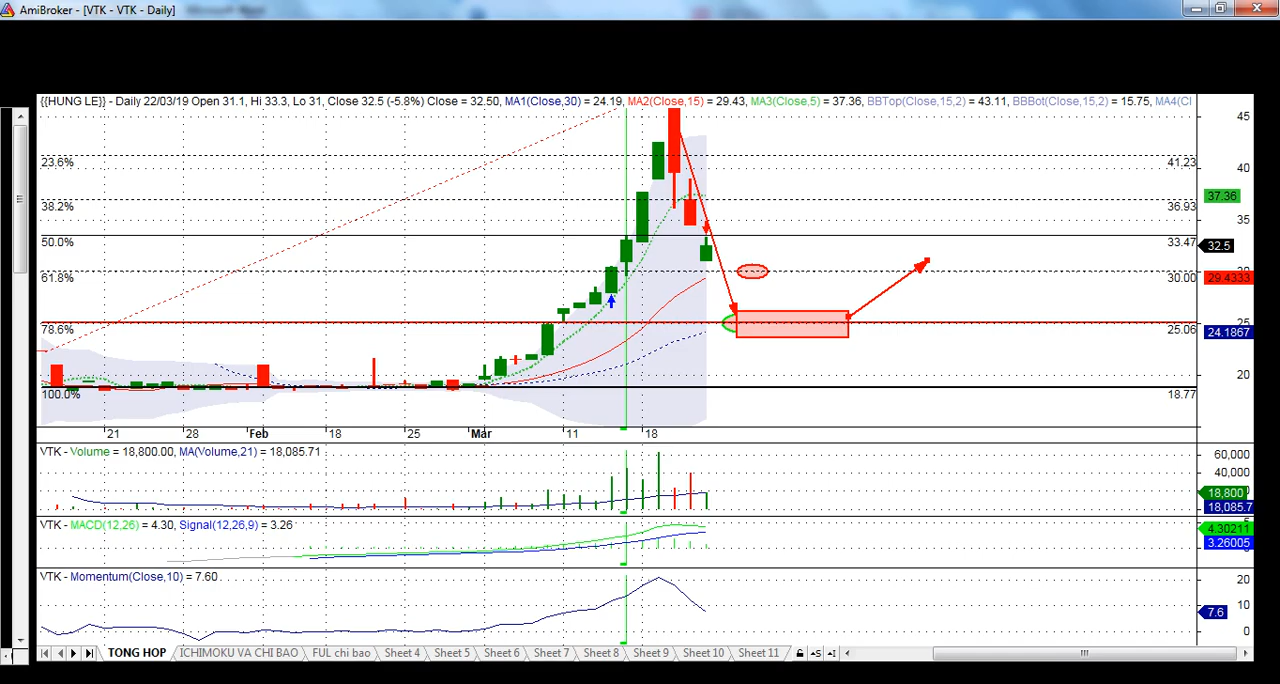 AmiBroker - [VTK - VTK - Daily]
{{HUNG LE}} - Daily 22/03/19 Open 31.1, Hi 33.3, Lo 31, Close 32.5 (-5.8%) Close = 32.50, MA1(Close,30) = 24.19, MA2(Close,15) = 29.43, MA3(Close,5) = 37.36, BBTop(Close,15,2) = 43.11, BBBot(Close,15,2) = 15.75, MA4(Cl
45
23.6% 41.23
40
37.36
38.2% 36.93
35
50.0% 33.47 32.5
61.8% 30.00 29.4333
25
78.6% 25.06 24.1867
20
100.0% 18.77
21 28 Feb 18 25 Mar 11 18
VTK - Volume = 18,800.00, MA(Volume,21) = 18,085.71
60,000
40,000
18,800
18,085.7
VTK - MACD(12,26) = 4.30, Signal(12,26,9) = 3.26
4.30211
3.26005
VTK - Momentum(Close,10) = 7.60
20
10
7.6
0
TONG HOP ICHIMOKU VA CHI BAO FUL chi bao Sheet 4 Sheet 5 Sheet 6 Sheet 7 Sheet 8 Sheet 9 Sheet 10 Sheet 11